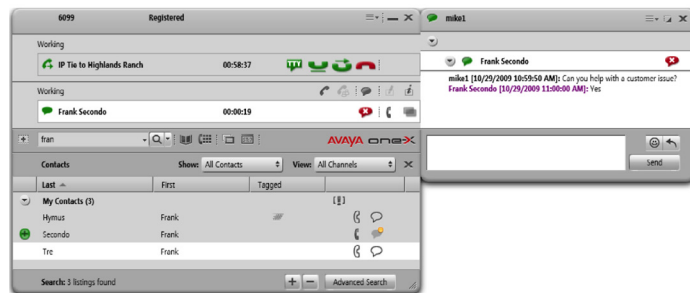 6099 Registered
Working
IP Tie to Highlands Ranch 00:58:37
Working
Frank Secondo 00:00:19
fran
AVAYA one-X
Contacts Show: All Contacts View: All Channels
Last First Tagged
My Contacts (3)
Hymus Frank
Secondo Frank
Tre Frank
Search: 3 listings found
Advanced Search
mike1
Frank Secondo
mike1 [10/29/2009 10:59:50 AM]: Can you help with a customer issue?
Frank Secondo [10/29/2009 11:00:00 AM]: Yes
Send